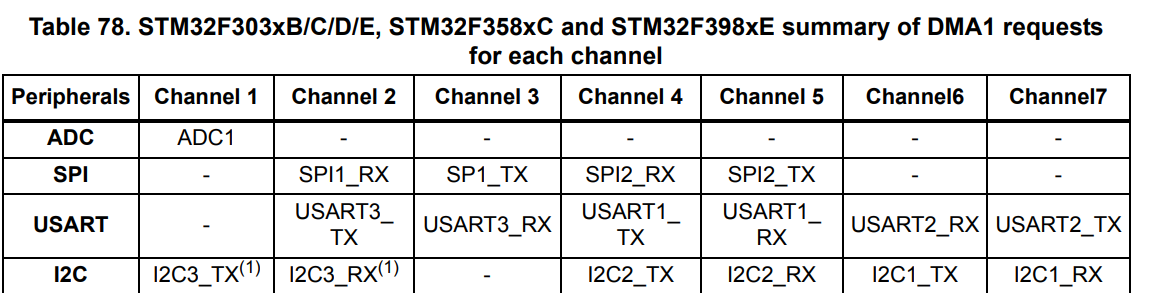 Table 78. STM32F303xB/C/D/E, STM32F358xC and STM32F398xE summary of DMA1 requests
for each channel
Peripherals Channel 1 Channel 2 Channel 3 Channel 4 Channel 5 Channel6 Channel7
ADC ADC1 - - - - - -
SPI - SPI1_RX SP1_TX SPI2_RX SPI2_TX - -
USART - USART3_TX USART3_RX USART1_TX USART1_RX USART2_RX USART2_TX
I2C I2C3_TX(1) I2C3_RX(1) - I2C2_TX I2C2_RX I2C1_TX I2C1_RX